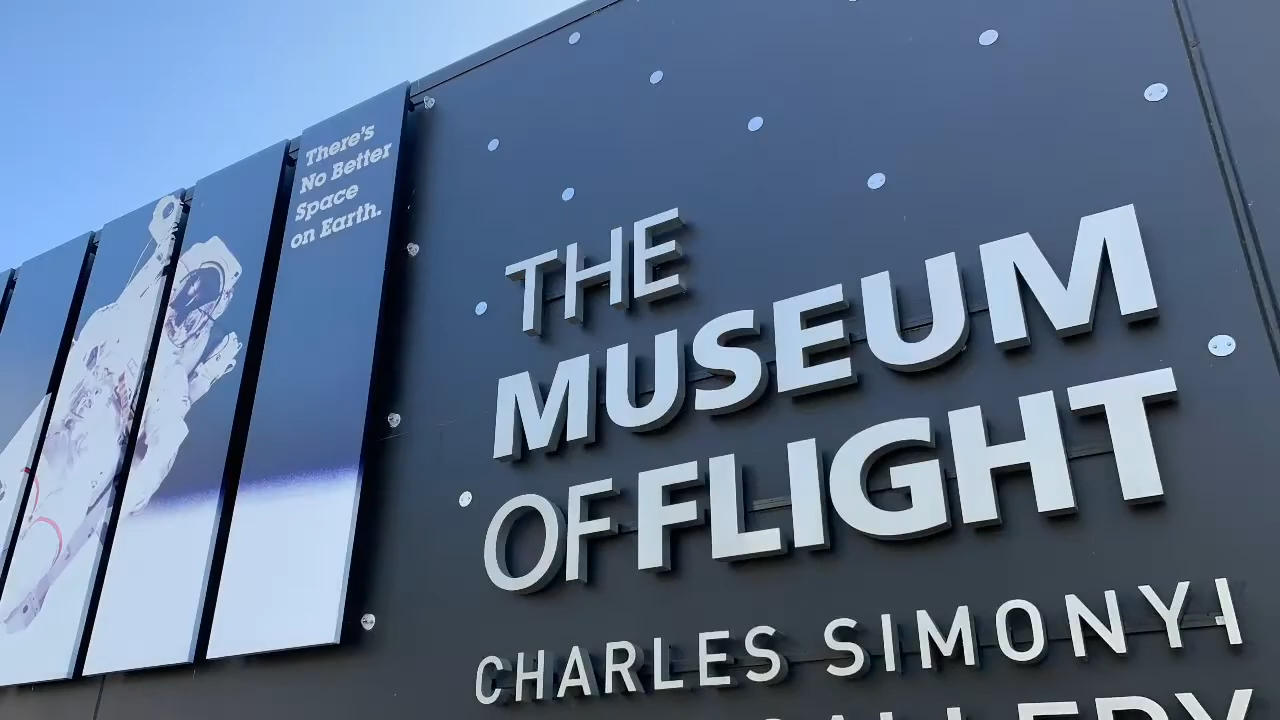 There's
No Better
Space
on Earth.
THE
MUSEUM
OF FLIGHT
CHARLES SIMONYI